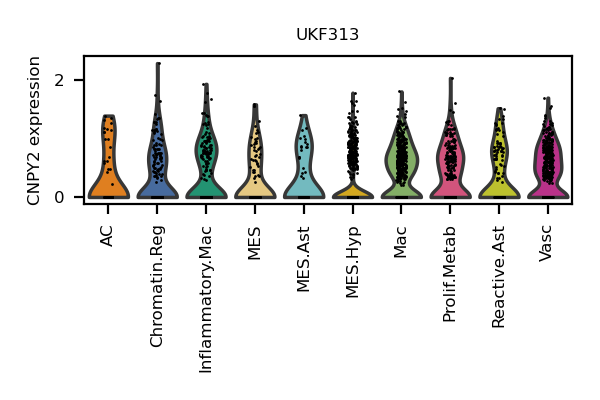 UKF313
CNPY2 expression
2
0
AC
Chromatin.Reg
Inflammatory.Mac
MES
MES.Ast
MES.Hyp
Mac
Prolif.Metab
Reactive.Ast
Vasc